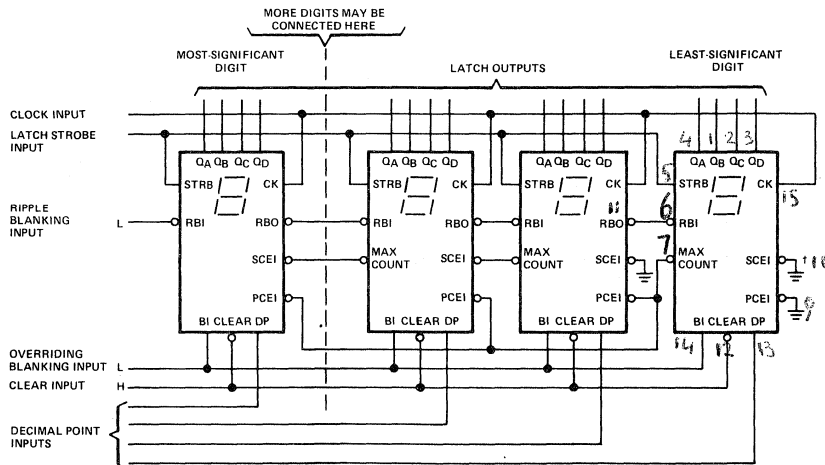 MORE DIGITS MAY BE
CONNECTED HERE
MOST-SIGNIFICANT
DIGIT
LATCH OUTPUTS
LEAST-SIGNIFICANT
DIGIT
CLOCK INPUT
LATCH STROBE
INPUT
4 1 2 3
QA QB QC QD
QA QB QC QD
QA QB QC QD
QA QB QC QD
5
STRB CK
STRB CK
STRB CK
STRB CK
15
RIPPLE
BLANKING
INPUT
L
RBI RBO
RBI
11
RBO
6
RBI
7
SCEI
MAX
COUNT
SCEI
MAX
COUNT
SCEI
MAX
COUNT
SCEI
PCEI
PCEI
PCEI
PCEI
BI CLEAR DP
BI CLEAR DP
BI CLEAR DP
BI CLEAR DP
14 12 13
OVERRIDING
BLANKING INPUT L
CLEAR INPUT H
DECIMAL POINT
INPUTS